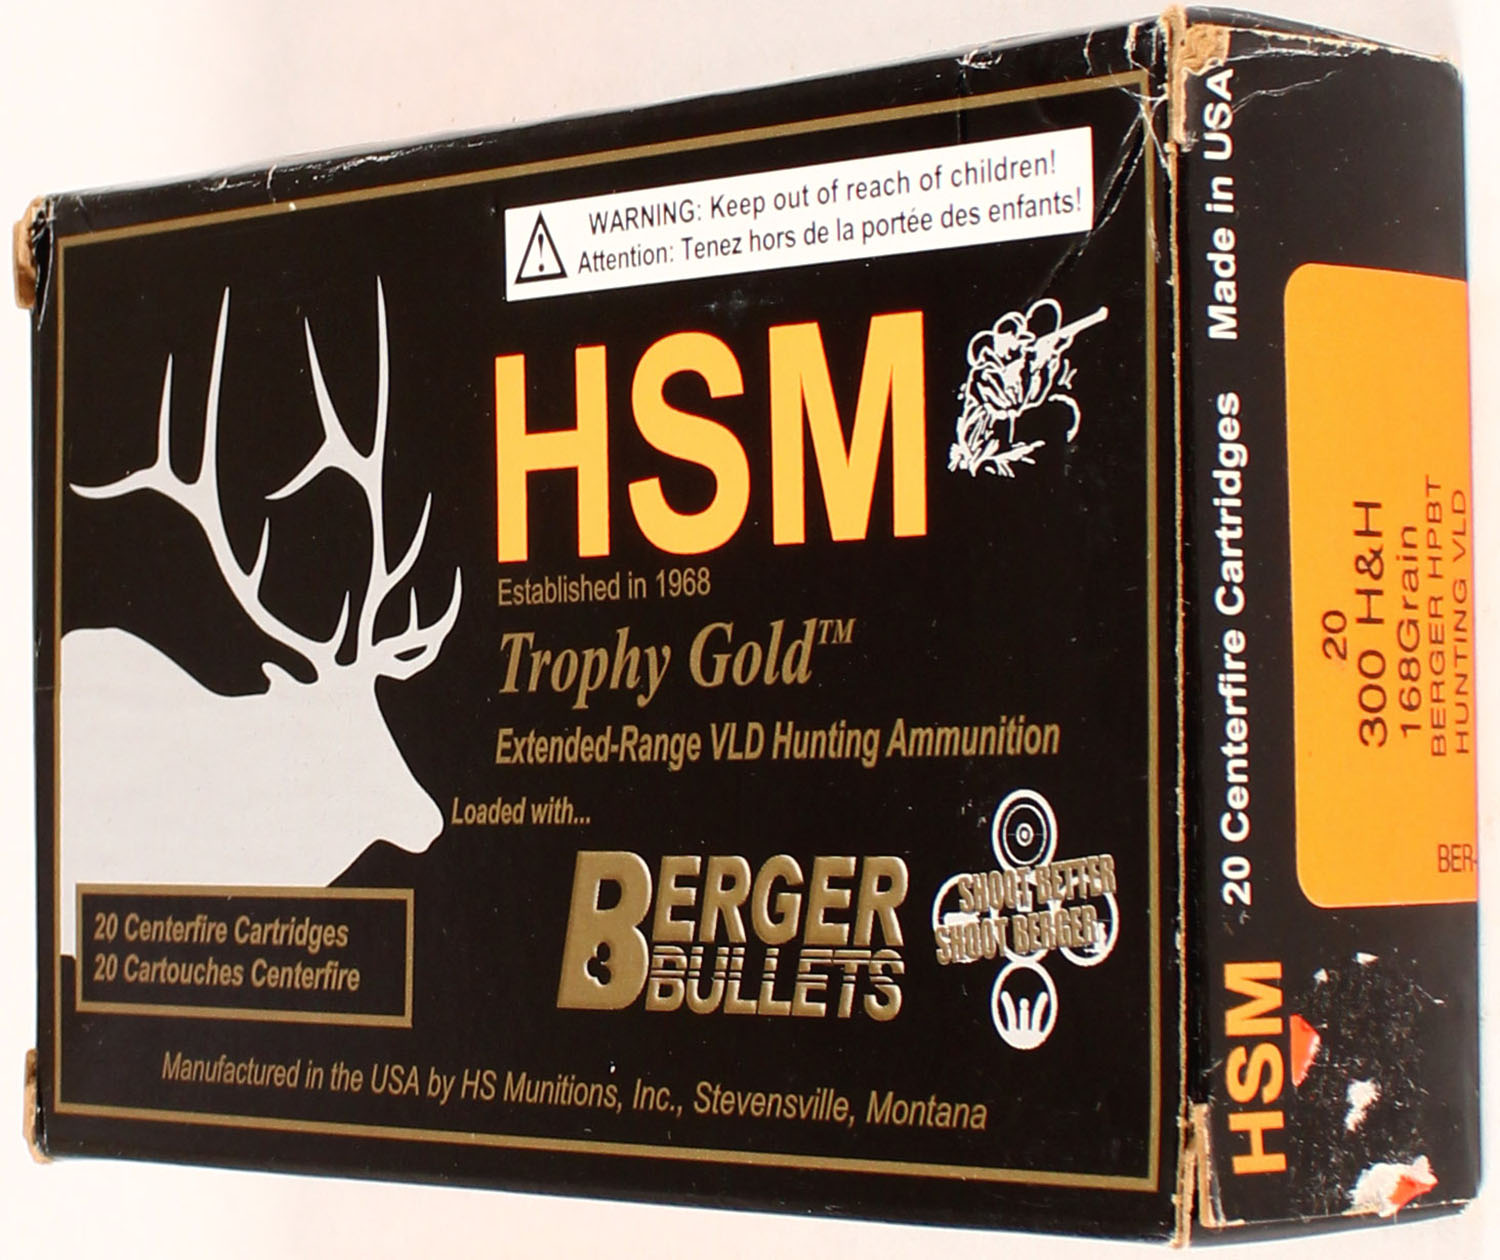 WARNING: Keep out of reach of children!
Attention: Tenez hors de la portée des enfants!
HSM
Established in 1968
Trophy Gold™
Extended-Range VLD Hunting Ammunition
Loaded with...
BERGER
BULLETS
SHOOT BETTER
SHOOT BERGER
20 Centerfire Cartridges
20 Cartouches Centerfire
Manufactured in the USA by HS Munitions, Inc., Stevensville, Montana
HSM 20 Centerfire Cartridges Made in USA
20
300 H&H
168Grain
BERGER HPBT
HUNTING VLD
BER-